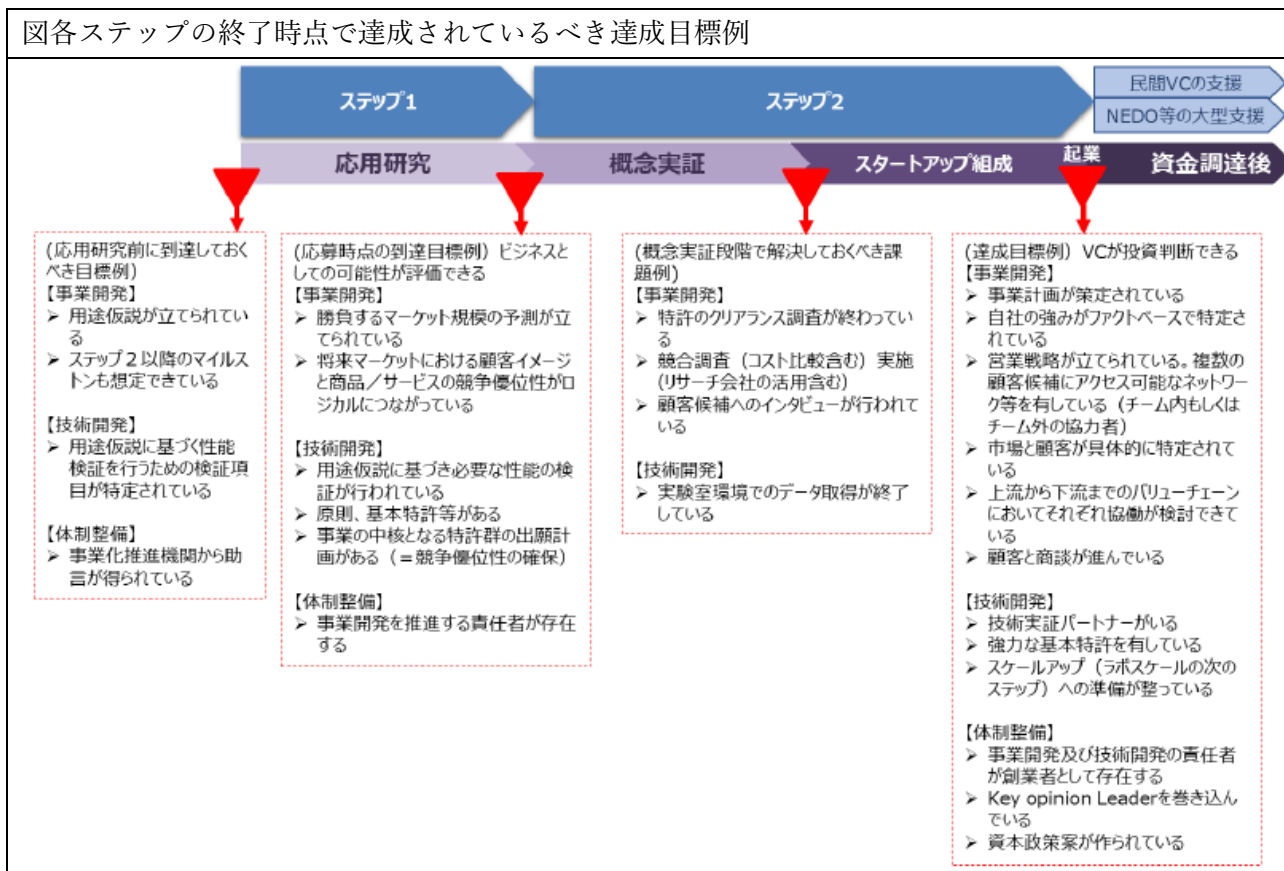 図各ステップの終了時点で達成されているべき達成目標例
ステップ1
ステップ2
民間VCの支援
NEDO等の大型支援
応用研究
概念実証
スタートアップ組成
起業
資金調達後
(応用研究前に到達しておく
べき目標例)
【事業開発】
➢ 用途仮説が立てられてい
る
➢ ステップ2以降のマイルス
トンも想定できている
【技術開発】
➢ 用途仮説に基づく性能
検証を行うための検証項
目が特定されている
【体制整備】
➢ 事業化推進機関から助
言が得られている
(応募時点の到達目標例) ビジネスと
しての可能性が評価できる
【事業開発】
➢ 勝負するマーケット規模の予測が立
てられている
➢ 将来マーケットにおける顧客イメージ
と商品／サービスの競争優位性がロ
ジカルにつながっている
【技術開発】
➢ 用途仮説に基づき必要な性能の検
証が行われている
➢ 原則、基本特許等がある
➢ 事業の中核となる特許群の出願計
画がある（＝競争優位性の確保）
【体制整備】
➢ 事業開発を推進する責任者が存在
する
(概念実証段階で解決しておくべき課
題例)
【事業開発】
➢ 特許のクリアランス調査が終わってい
る
➢ 競合調査（コスト比較含む）実施
(リサーチ会社の活用含む)
➢ 顧客候補へのインタビューが行われて
いる
【技術開発】
➢ 実験室環境でのデータ取得が終了
している
(達成目標例) VCが投資判断できる
【事業開発】
➢ 事業計画が策定されている
➢ 自社の強みがファクトベースで特定さ
れている
➢ 営業戦略が立てられている。複数の
顧客候補にアクセス可能なネットワー
ク等を有している（チーム内もしくは
チーム外の協力者）
➢ 市場と顧客が具体的に特定されて
いる
➢ 上流から下流までのバリューチェーン
においてそれぞれ協働が検討できて
いる
➢ 顧客と商談が進んでいる
【技術開発】
➢ 技術実証パートナーがいる
➢ 強力な基本特許を有している
➢ スケールアップ（ラボスケールの次の
ステップ）への準備が整っている
【体制整備】
➢ 事業開発及び技術開発の責任者
が創業者として存在する
➢ Key opinion Leaderを巻き込ん
でいる
➢ 資本政策案が作られている